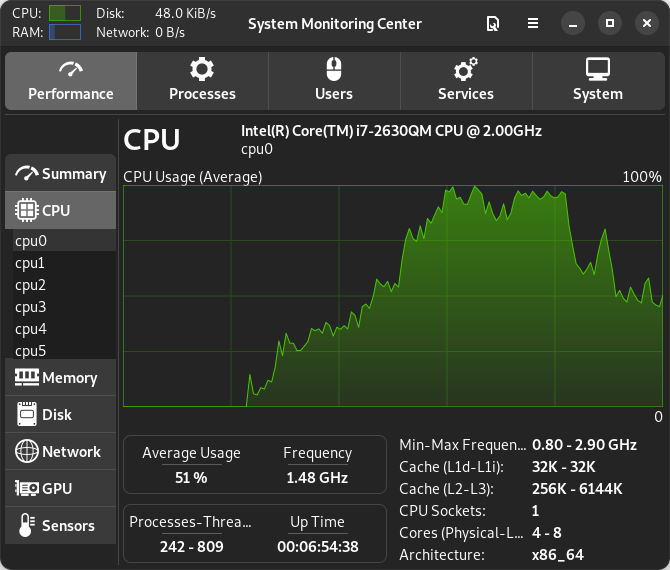 CPU: Disk: 48.0 KiB/s
RAM: Network: 0 B/s
System Monitoring Center
Performance Processes Users Services System
CPU
Intel(R) Core(TM) i7-2630QM CPU @ 2.00GHz
cpu0
Summary
CPU
cpu0
cpu1
cpu2
cpu3
cpu4
cpu5
Memory
Disk
Network
GPU
Sensors
CPU Usage (Average) 100%
0
Average Usage Frequency
51 % 1.48 GHz
Processes-Threa... Up Time
242 - 809 00:06:54:38
Min-Max Frequen... 0.80 - 2.90 GHz
Cache (L1d-L1i): 32K - 32K
Cache (L2-L3): 256K - 6144K
CPU Sockets: 1
Cores (Physical-L... 4 - 8
Architecture: x86_64